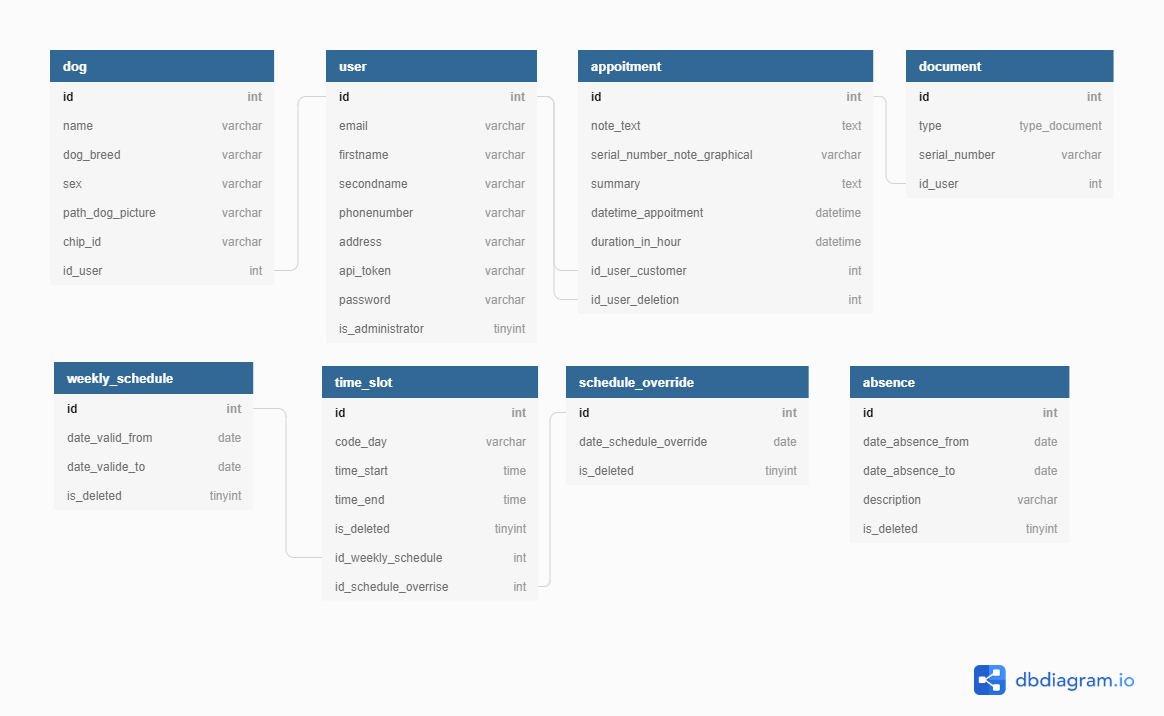 dog
id int
name varchar
dog_breed varchar
sex varchar
path_dog_picture varchar
chip_id varchar
id_user int
user
id int
email varchar
firstname varchar
secondname varchar
phonenumber varchar
address varchar
api_token varchar
password varchar
is_administrator tinyint
appoitment
id int
note_text text
serial_number_note_graphical varchar
summary text
datetime_appoitment datetime
duration_in_hour datetime
id_user_customer int
id_user_deletion int
document
id int
type type_document
serial_number varchar
id_user int
weekly_schedule
id int
date_valid_from date
date_valide_to date
is_deleted tinyint
time_slot
id int
code_day varchar
time_start time
time_end time
is_deleted tinyint
id_weekly_schedule int
id_schedule_overrise int
schedule_override
id int
date_schedule_override date
is_deleted tinyint
absence
id int
date_absence_from date
date_absence_to date
description varchar
is_deleted tinyint
dbdiagram.io